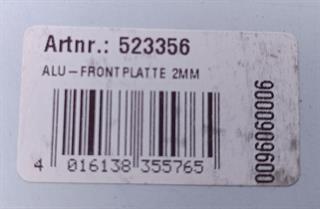 Artnr.: 523356
ALU-FRONTPLATTE 2MM
4 016138 355765
0096060006